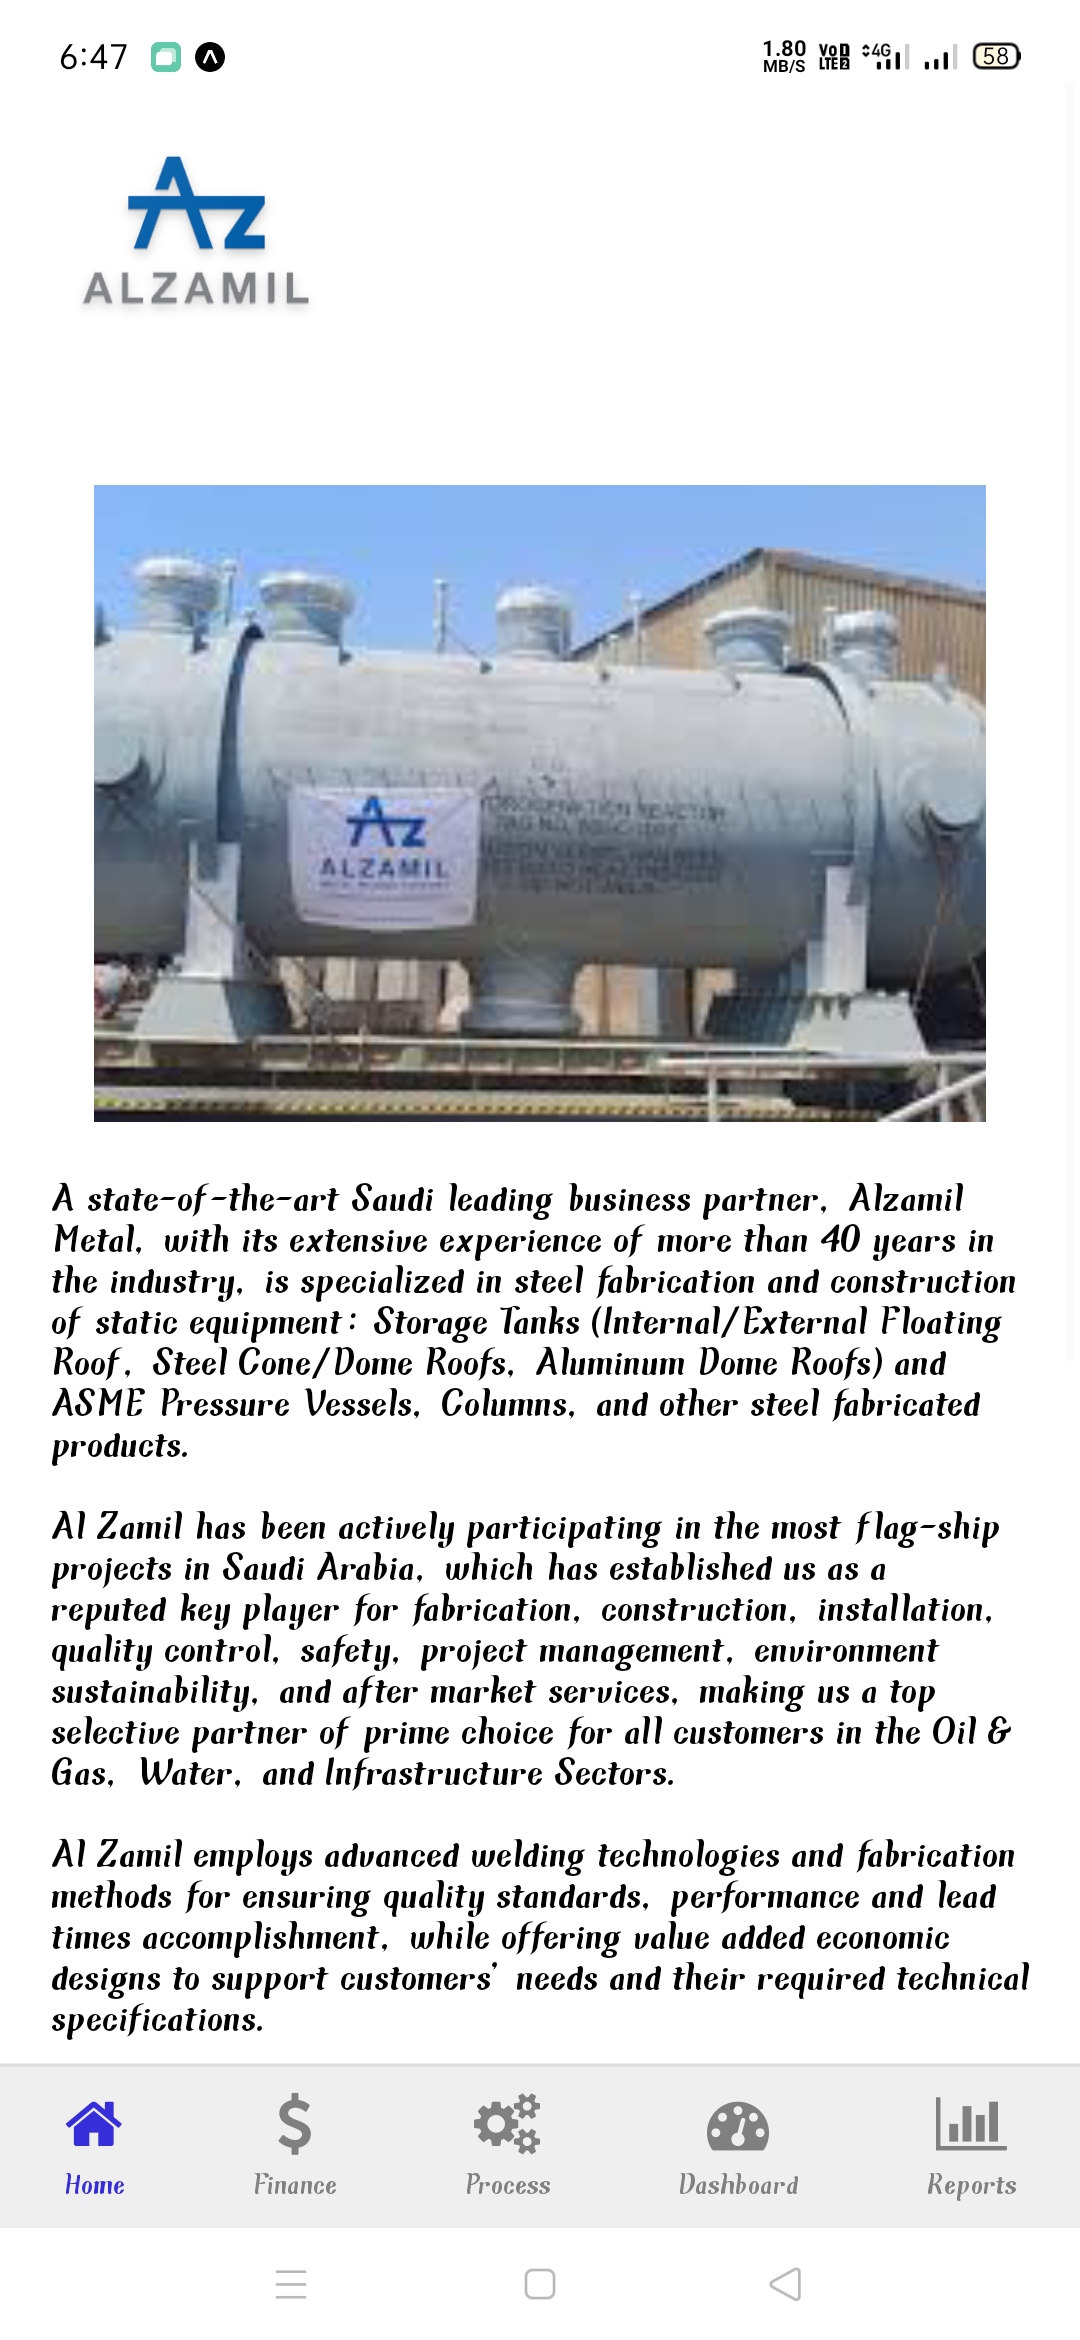 6:47
1.80
MB/S
VoD
LTE2
4G
58
AZ
ALZAMIL
AZ
ALZAMIL
A state-of-the-art Saudi leading business partner, Alzamil
Metal, with its extensive experience of more than 40 years in
the industry, is specialized in steel fabrication and construction
of static equipment: Storage Tanks (Internal/External Floating
Roof, Steel Cone/Dome Roofs, Aluminum Dome Roofs) and
ASME Pressure Vessels, Columns, and other steel fabricated
products.
Al Zamil has been actively participating in the most flag-ship
projects in Saudi Arabia, which has established us as a
reputed key player for fabrication, construction, installation,
quality control, safety, project management, environment
sustainability, and after market services, making us a top
selective partner of prime choice for all customers in the Oil &
Gas, Water, and Infrastructure Sectors.
Al Zamil employs advanced welding technologies and fabrication
methods for ensuring quality standards, performance and lead
times accomplishment, while offering value added economic
designs to support customers' needs and their required technical
specifications.
Home Finance Process Dashboard Reports